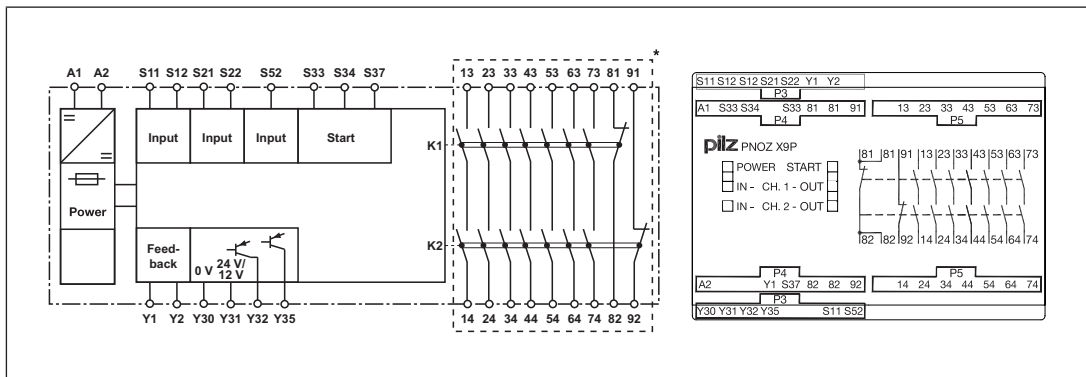 *
A1 A2 S11 S12 S21 S22 S52 S33 S34 S37 13 23 33 43 53 63 73 81 91
=
=
Input Input Input Start
K1
Power
Feed-
back
0 V
24 V/
12 V
K2
Y1 Y2 Y30 Y31 Y32 Y35 14 24 34 44 54 64 74 82 92
S11 S12 S12 S21 S22 Y1 Y2
P3
A1 S33 S34 S33 81 81 91
P4
13 23 33 43 53 63 73
P5
pilz PNOZ X9P
POWER START
IN - CH. 1 - OUT
IN - CH. 2 - OUT
81 81 91 13 23 33 43 53 63 73
82 82 92 14 24 34 44 54 64 74
P4
A2 Y1 S37 82 82 92
P3
Y30 Y31 Y32 Y35 S11 S52
P5
14 24 34 44 54 64 74